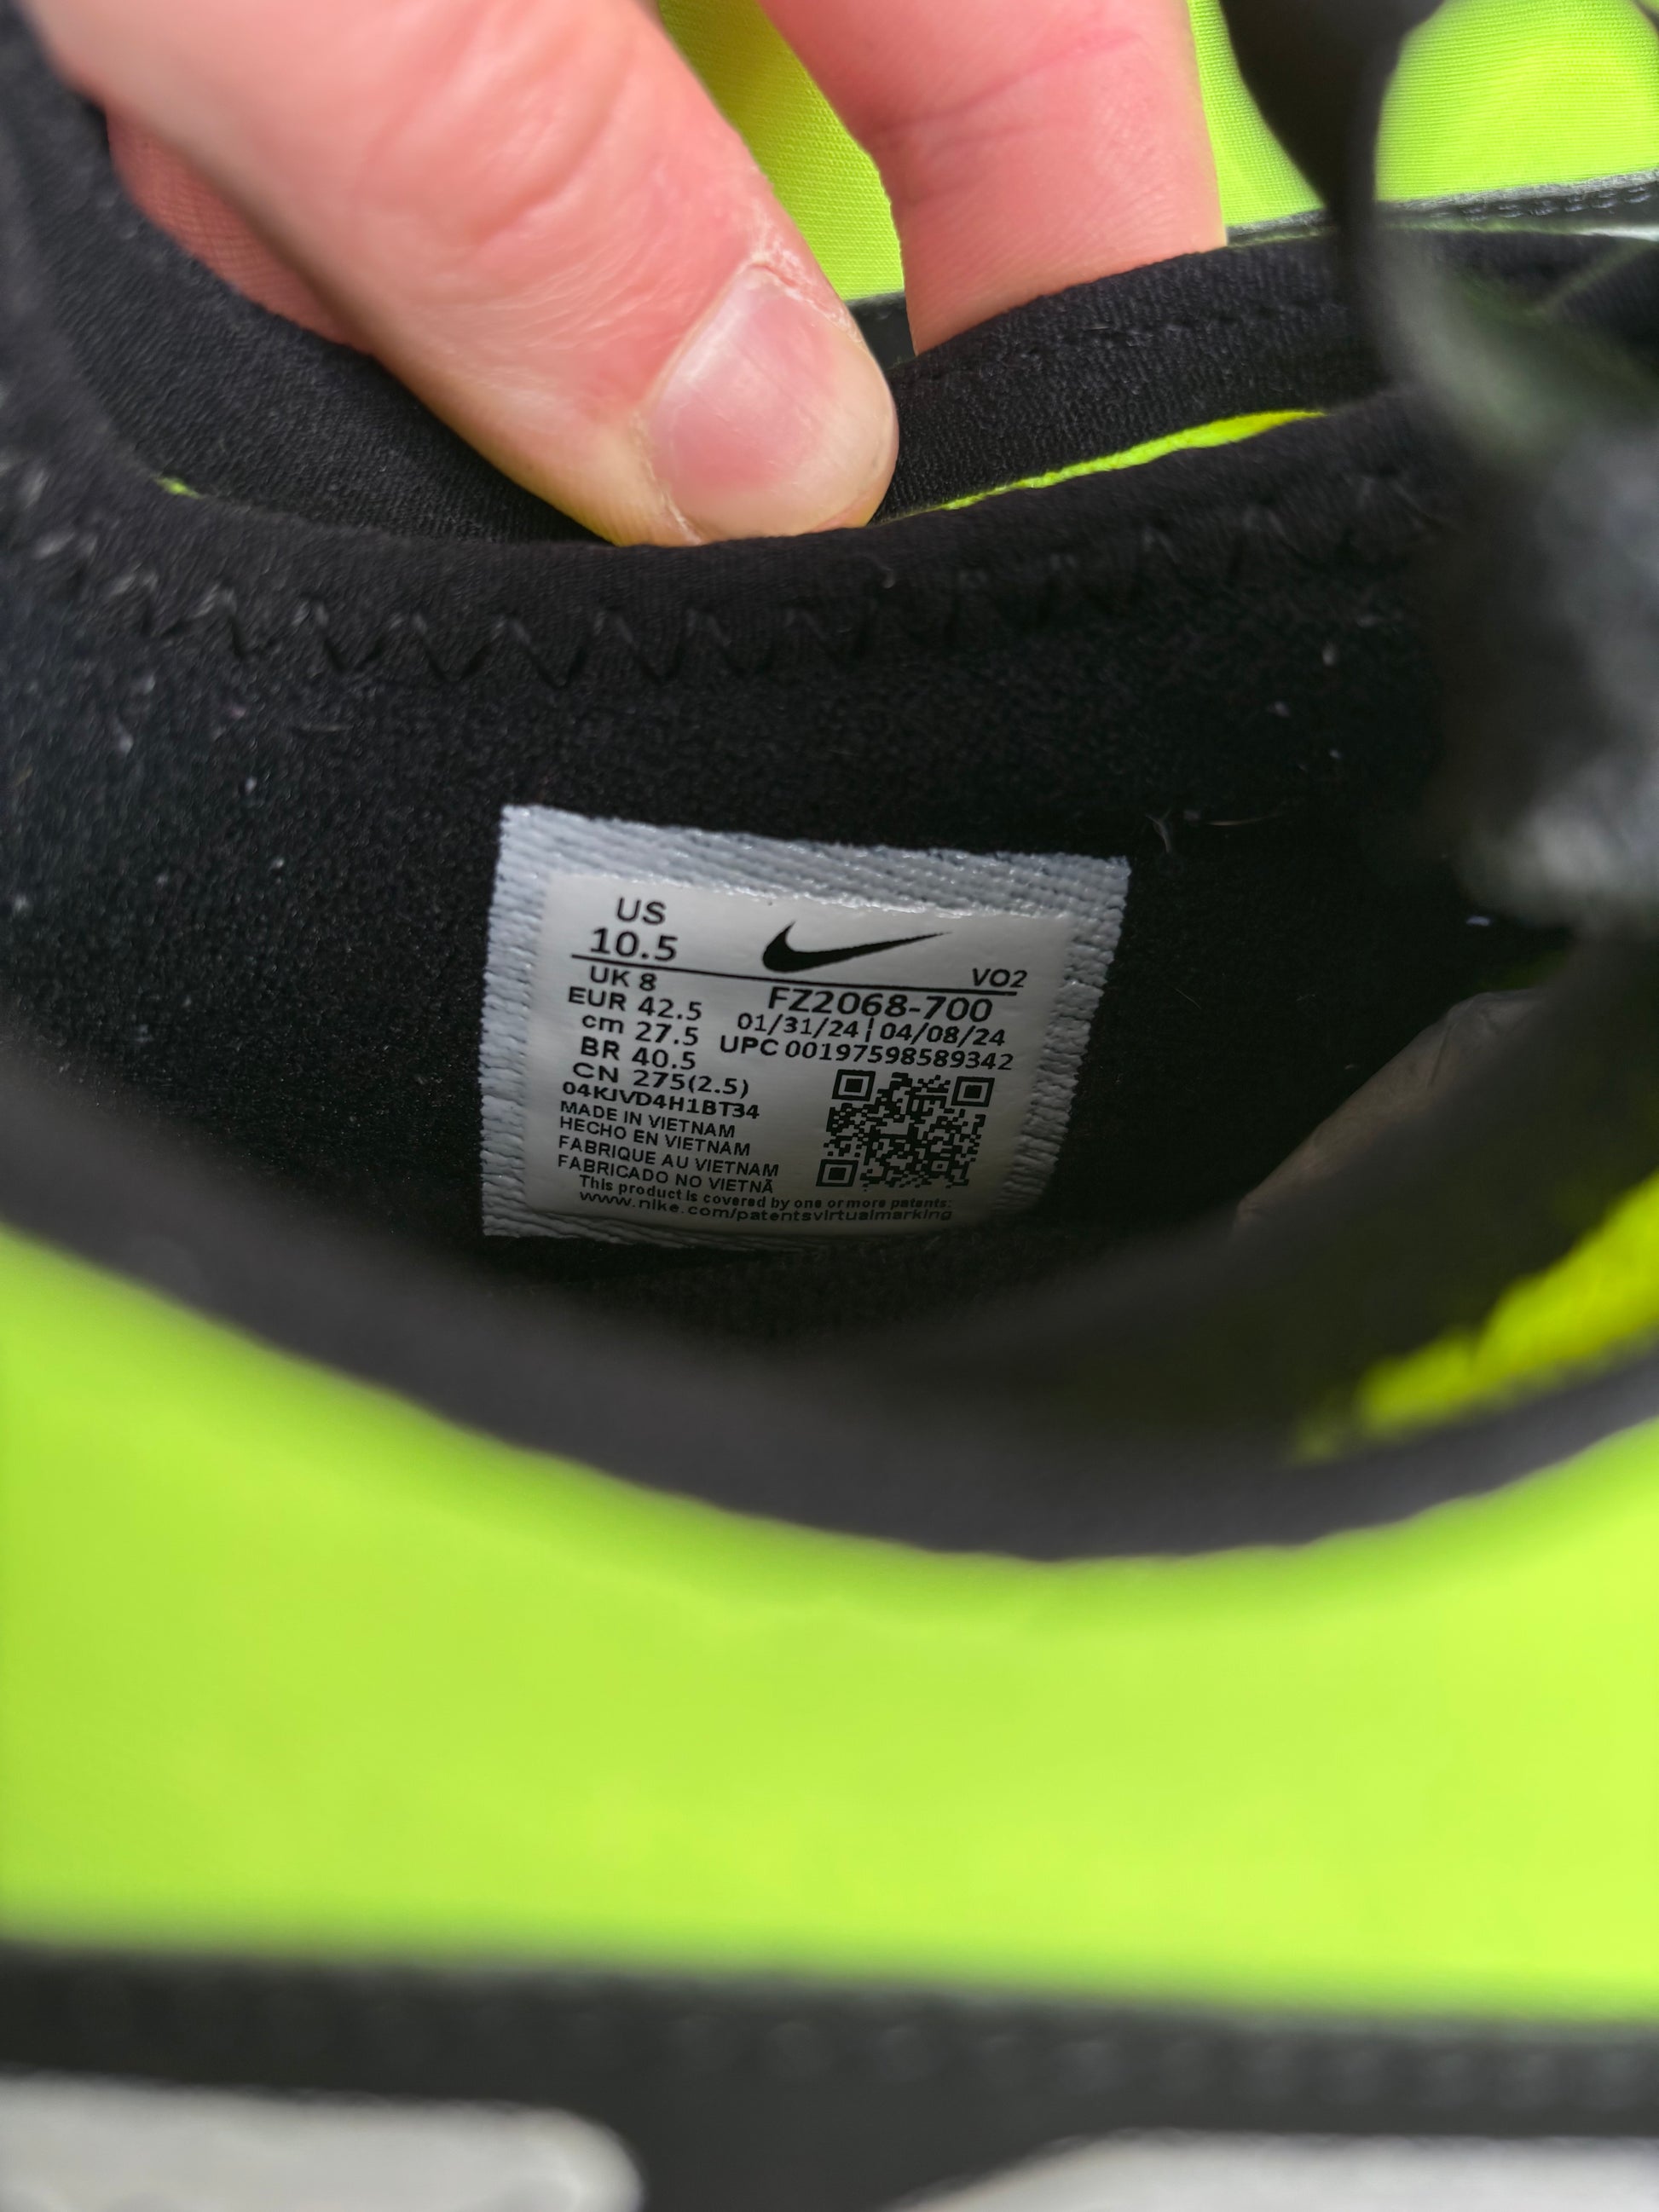 US
10.5
VO2
UK 8
EUR 42.5
cm 27.5
BR 40.5
CN 275(2.5)
04KJVD4H1BT34
MADE IN VIETNAM
HECHO EN VIETNAM
FABRIQUE AU VIETNAM
FABRICADO NO VIETNÃ
FZ2068-700
01/31/24 | 04/08/24
UPC 00197598589342
This product is covered by one or more patents:
www.nike.com/patentsvirtualmarking